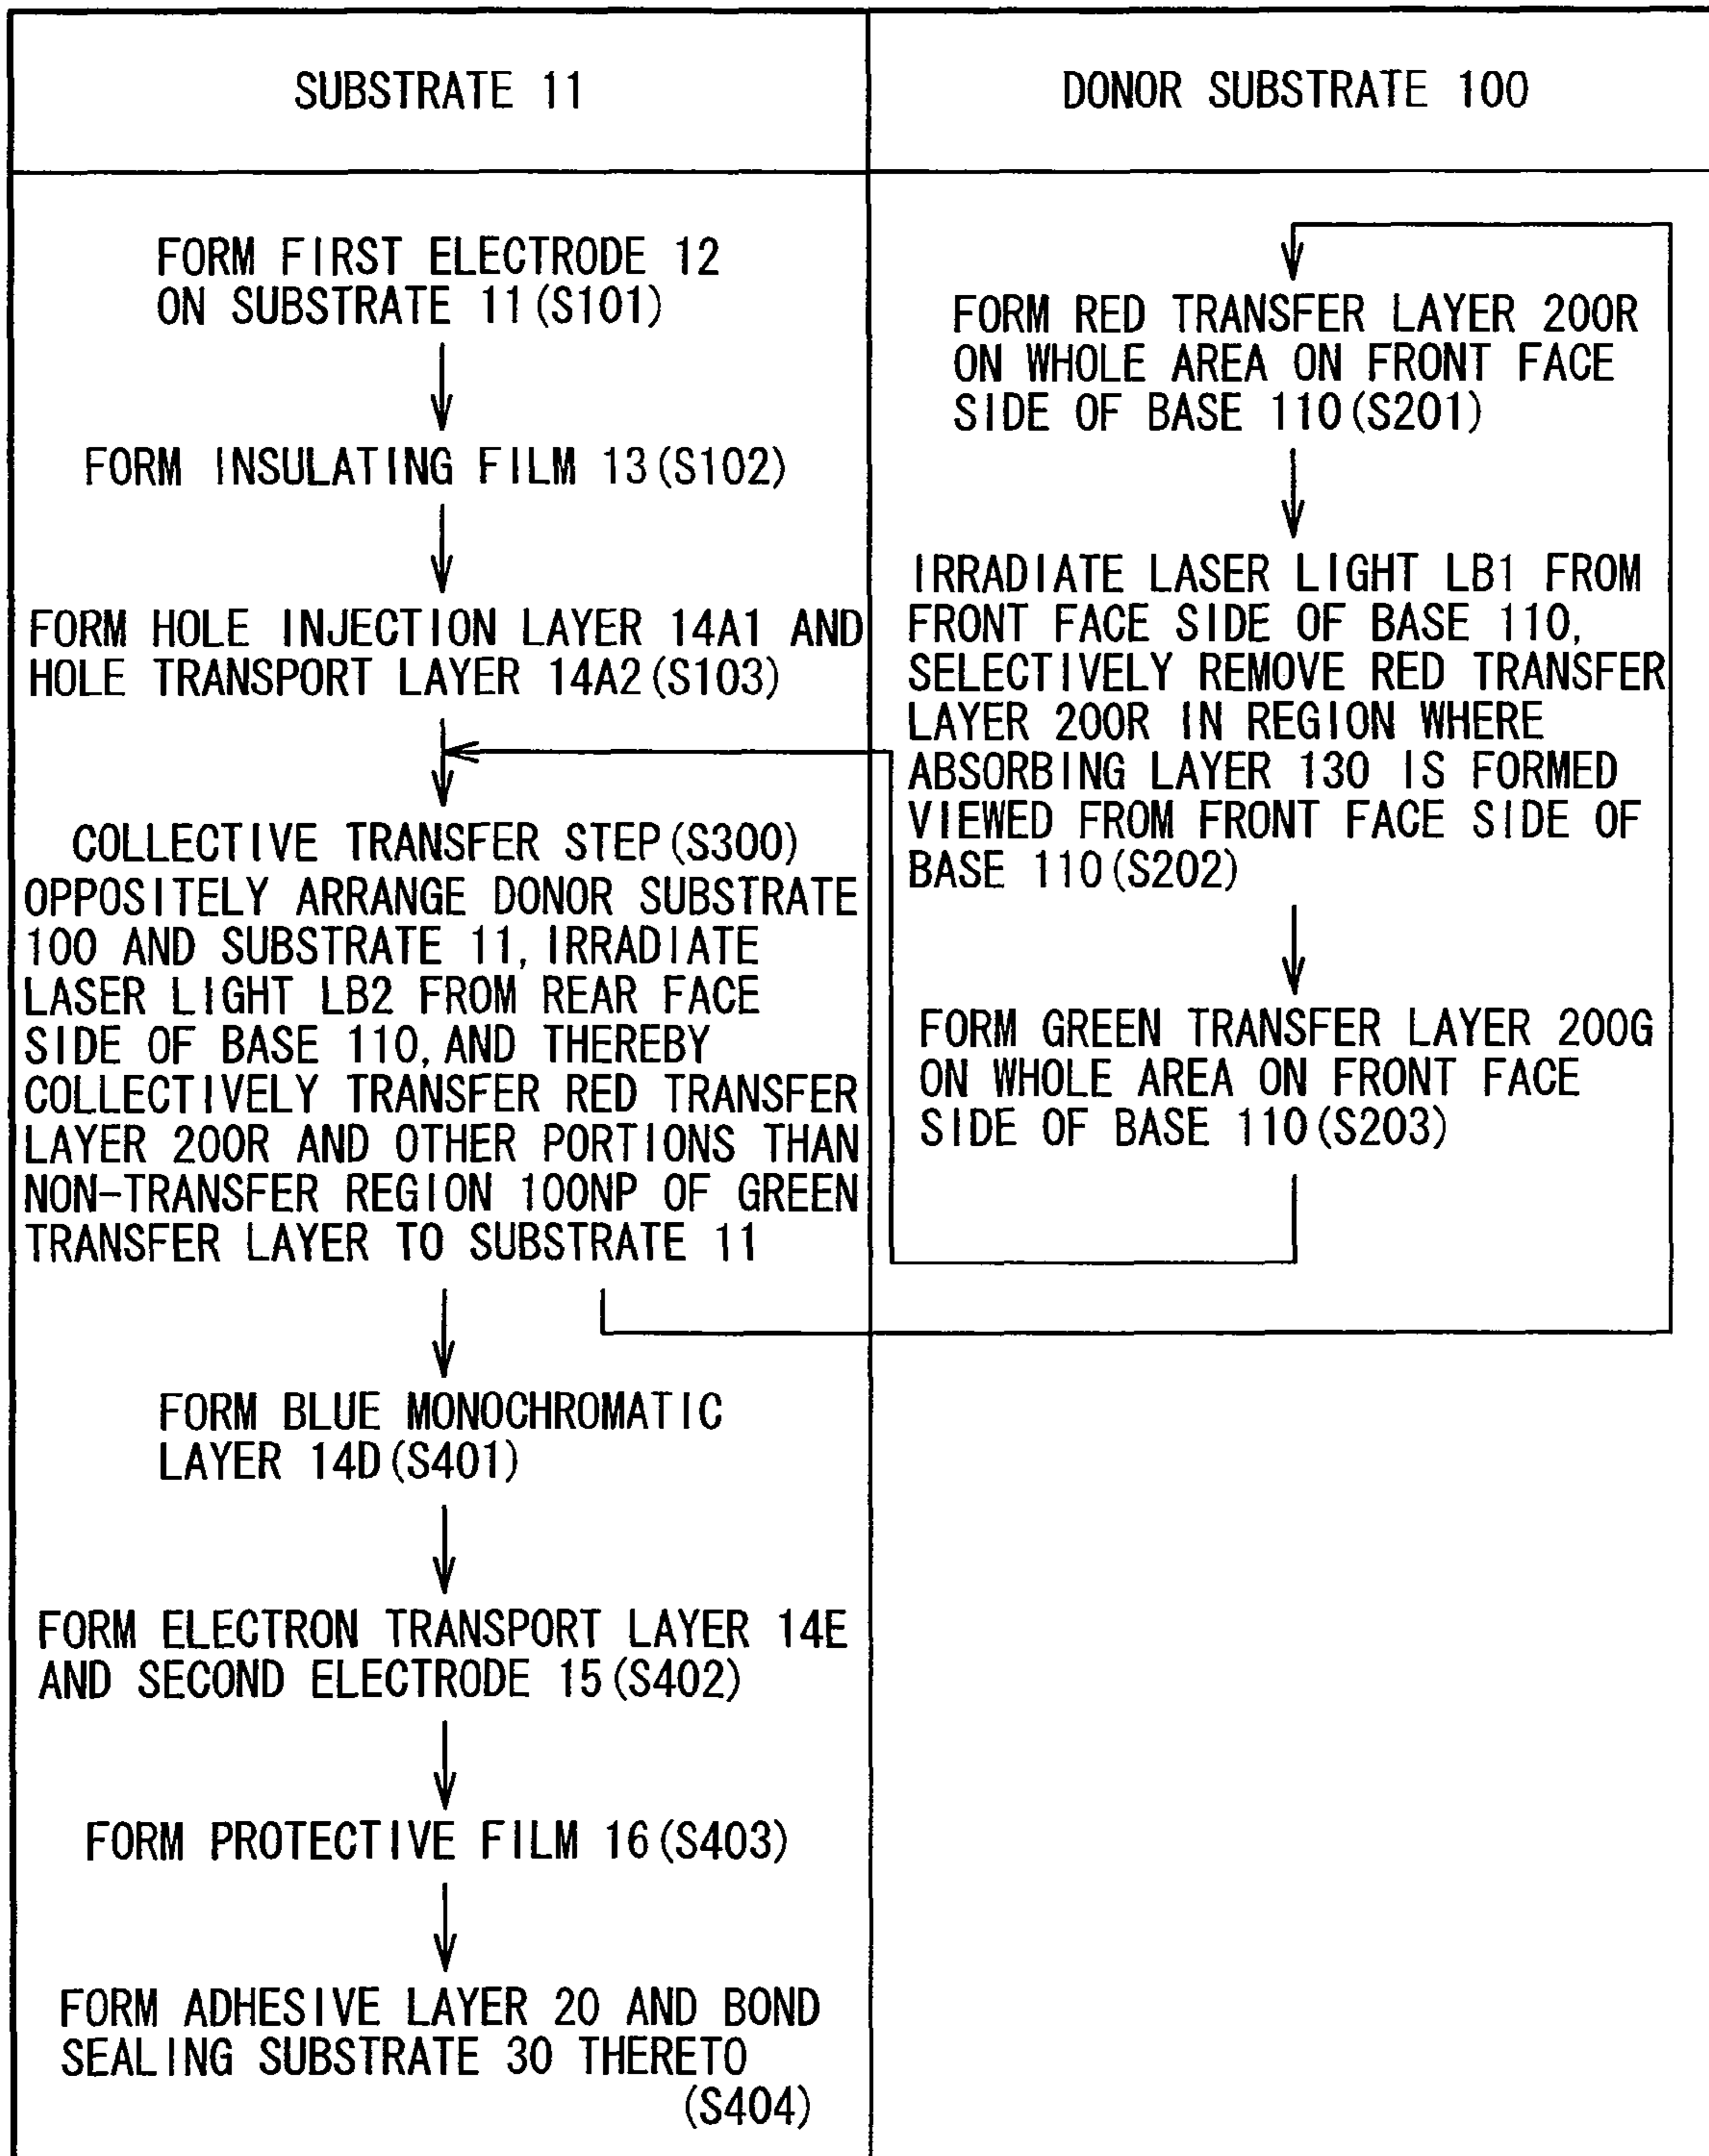 SUBSTRATE 11
DONOR SUBSTRATE 100
FORM FIRST ELECTRODE 12
ON SUBSTRATE 11(S101)
FORM INSULATING FILM 13(S102)
FORM HOLE INJECTION LAYER 14A1 AND
HOLE TRANSPORT LAYER 14A2(S103)
COLLECTIVE TRANSFER STEP(S300)
OPPOSITELY ARRANGE DONOR SUBSTRATE
100 AND SUBSTRATE 11, IRRADIATE
LASER LIGHT LB2 FROM REAR FACE
SIDE OF BASE 110, AND THEREBY
COLLECTIVELY TRANSFER RED TRANSFER
LAYER 200R AND OTHER PORTIONS THAN
NON-TRANSFER REGION 100NP OF GREEN
TRANSFER LAYER TO SUBSTRATE 11
FORM BLUE MONOCHROMATIC
LAYER 14D(S401)
FORM ELECTRON TRANSPORT LAYER 14E
AND SECOND ELECTRODE 15(S402)
FORM PROTECTIVE FILM 16(S403)
FORM ADHESIVE LAYER 20 AND BOND
SEALING SUBSTRATE 30 THERETO
(S404)
FORM RED TRANSFER LAYER 200R
ON WHOLE AREA ON FRONT FACE
SIDE OF BASE 110(S201)
IRRADIATE LASER LIGHT LB1 FROM
FRONT FACE SIDE OF BASE 110,
SELECTIVELY REMOVE RED TRANSFER
LAYER 200R IN REGION WHERE
ABSORBING LAYER 130 IS FORMED
VIEWED FROM FRONT FACE SIDE OF
BASE 110(S202)
FORM GREEN TRANSFER LAYER 200G
ON WHOLE AREA ON FRONT FACE
SIDE OF BASE 110(S203)